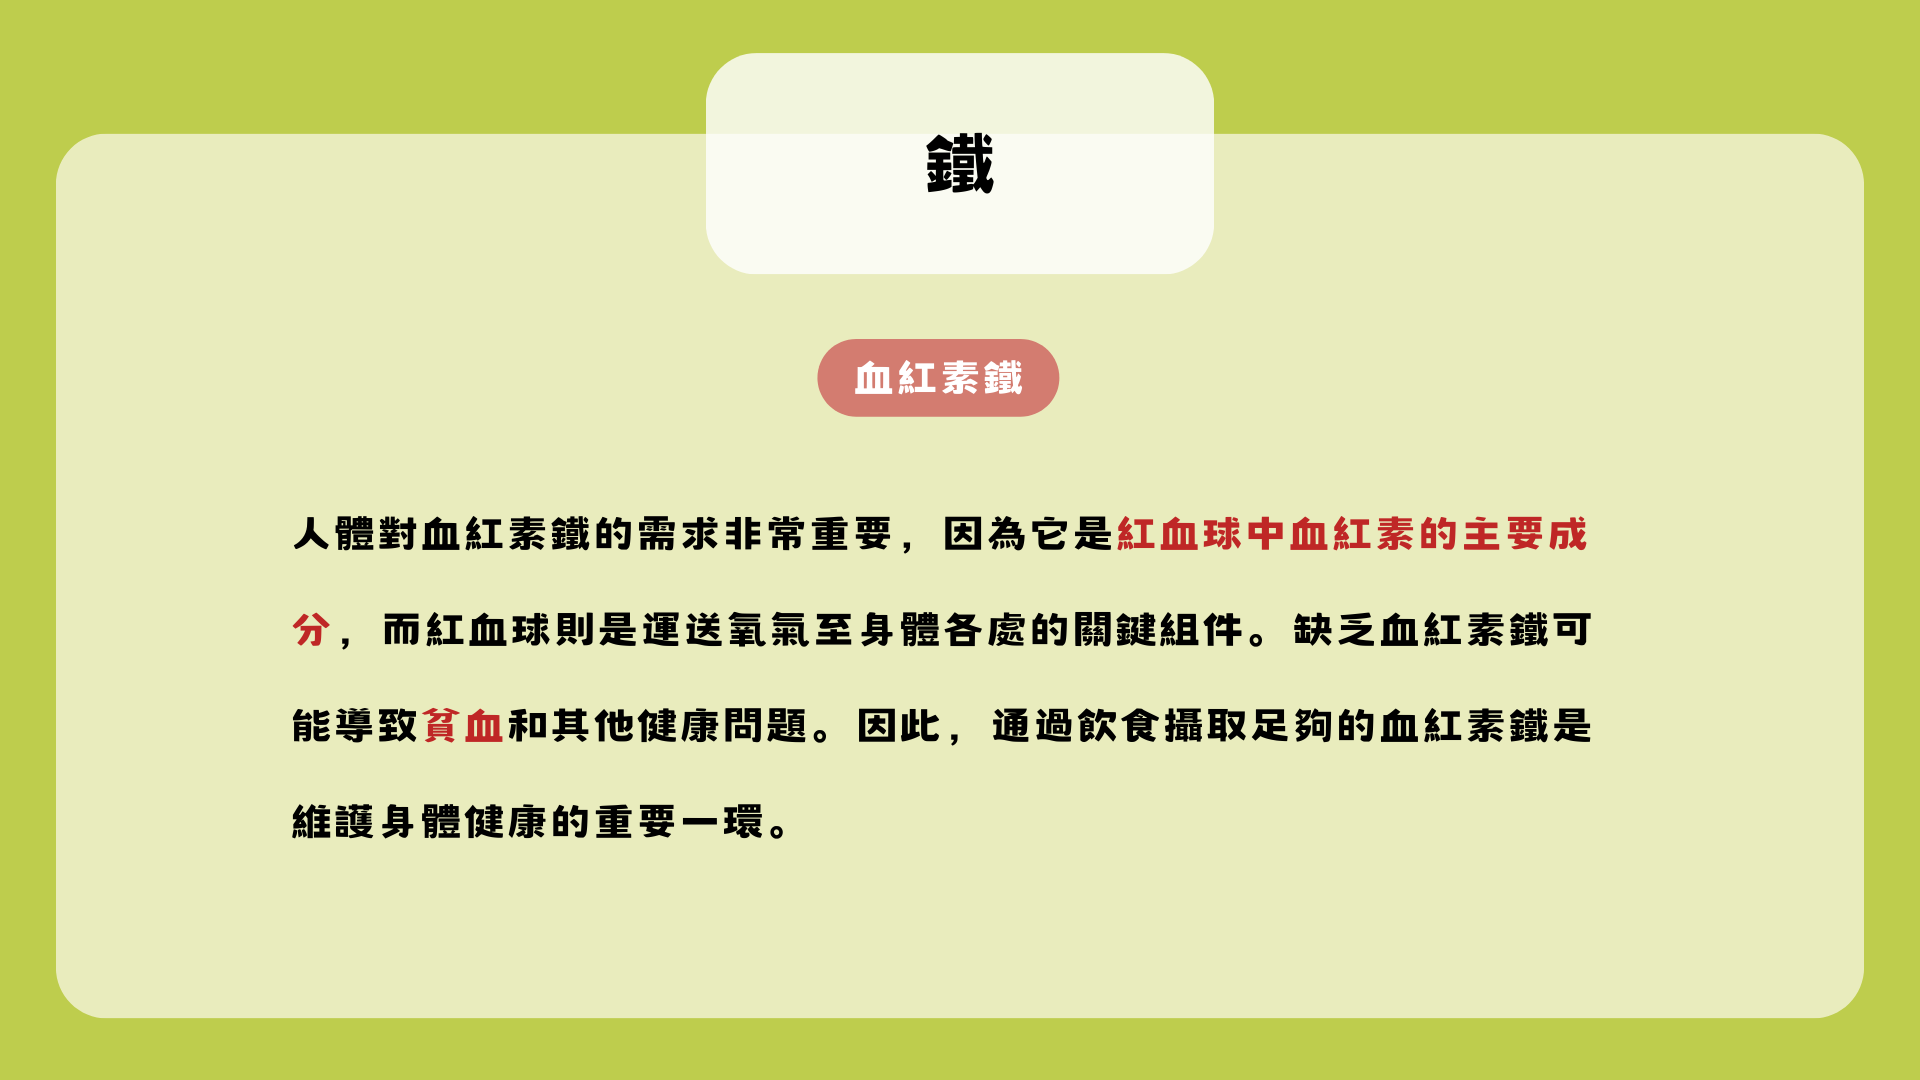 鐵
血紅素鐵
人體對血紅素鐵的需求非常重要，因為它是紅血球中血紅素的主要成
分，而紅血球則是運送氧氣至身體各處的關鍵組件。缺乏血紅素鐵可
能導致貧血和其他健康問題。因此，通過飲食攝取足夠的血紅素鐵是
維護身體健康的重要一環。